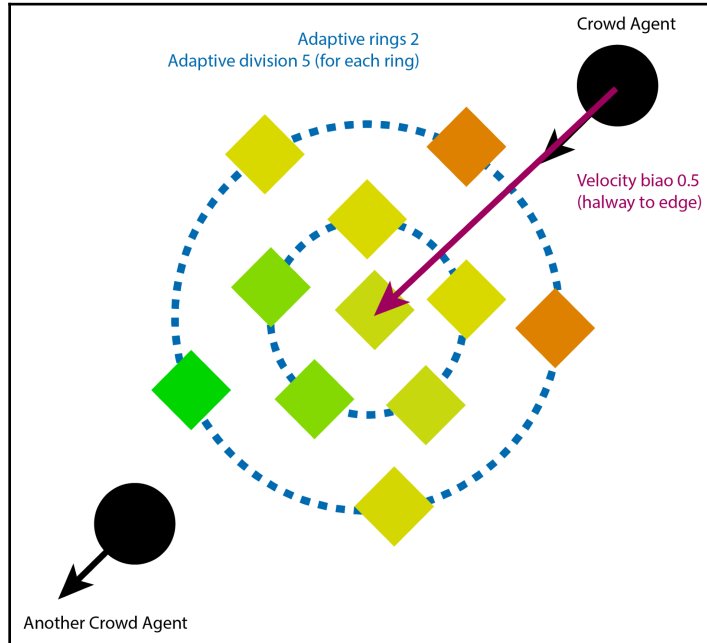 Crowd Agent
Adaptive rings 2
Adaptive division 5 (for each ring)
Velocity biao 0.5
(halway to edge)
Another Crowd Agent